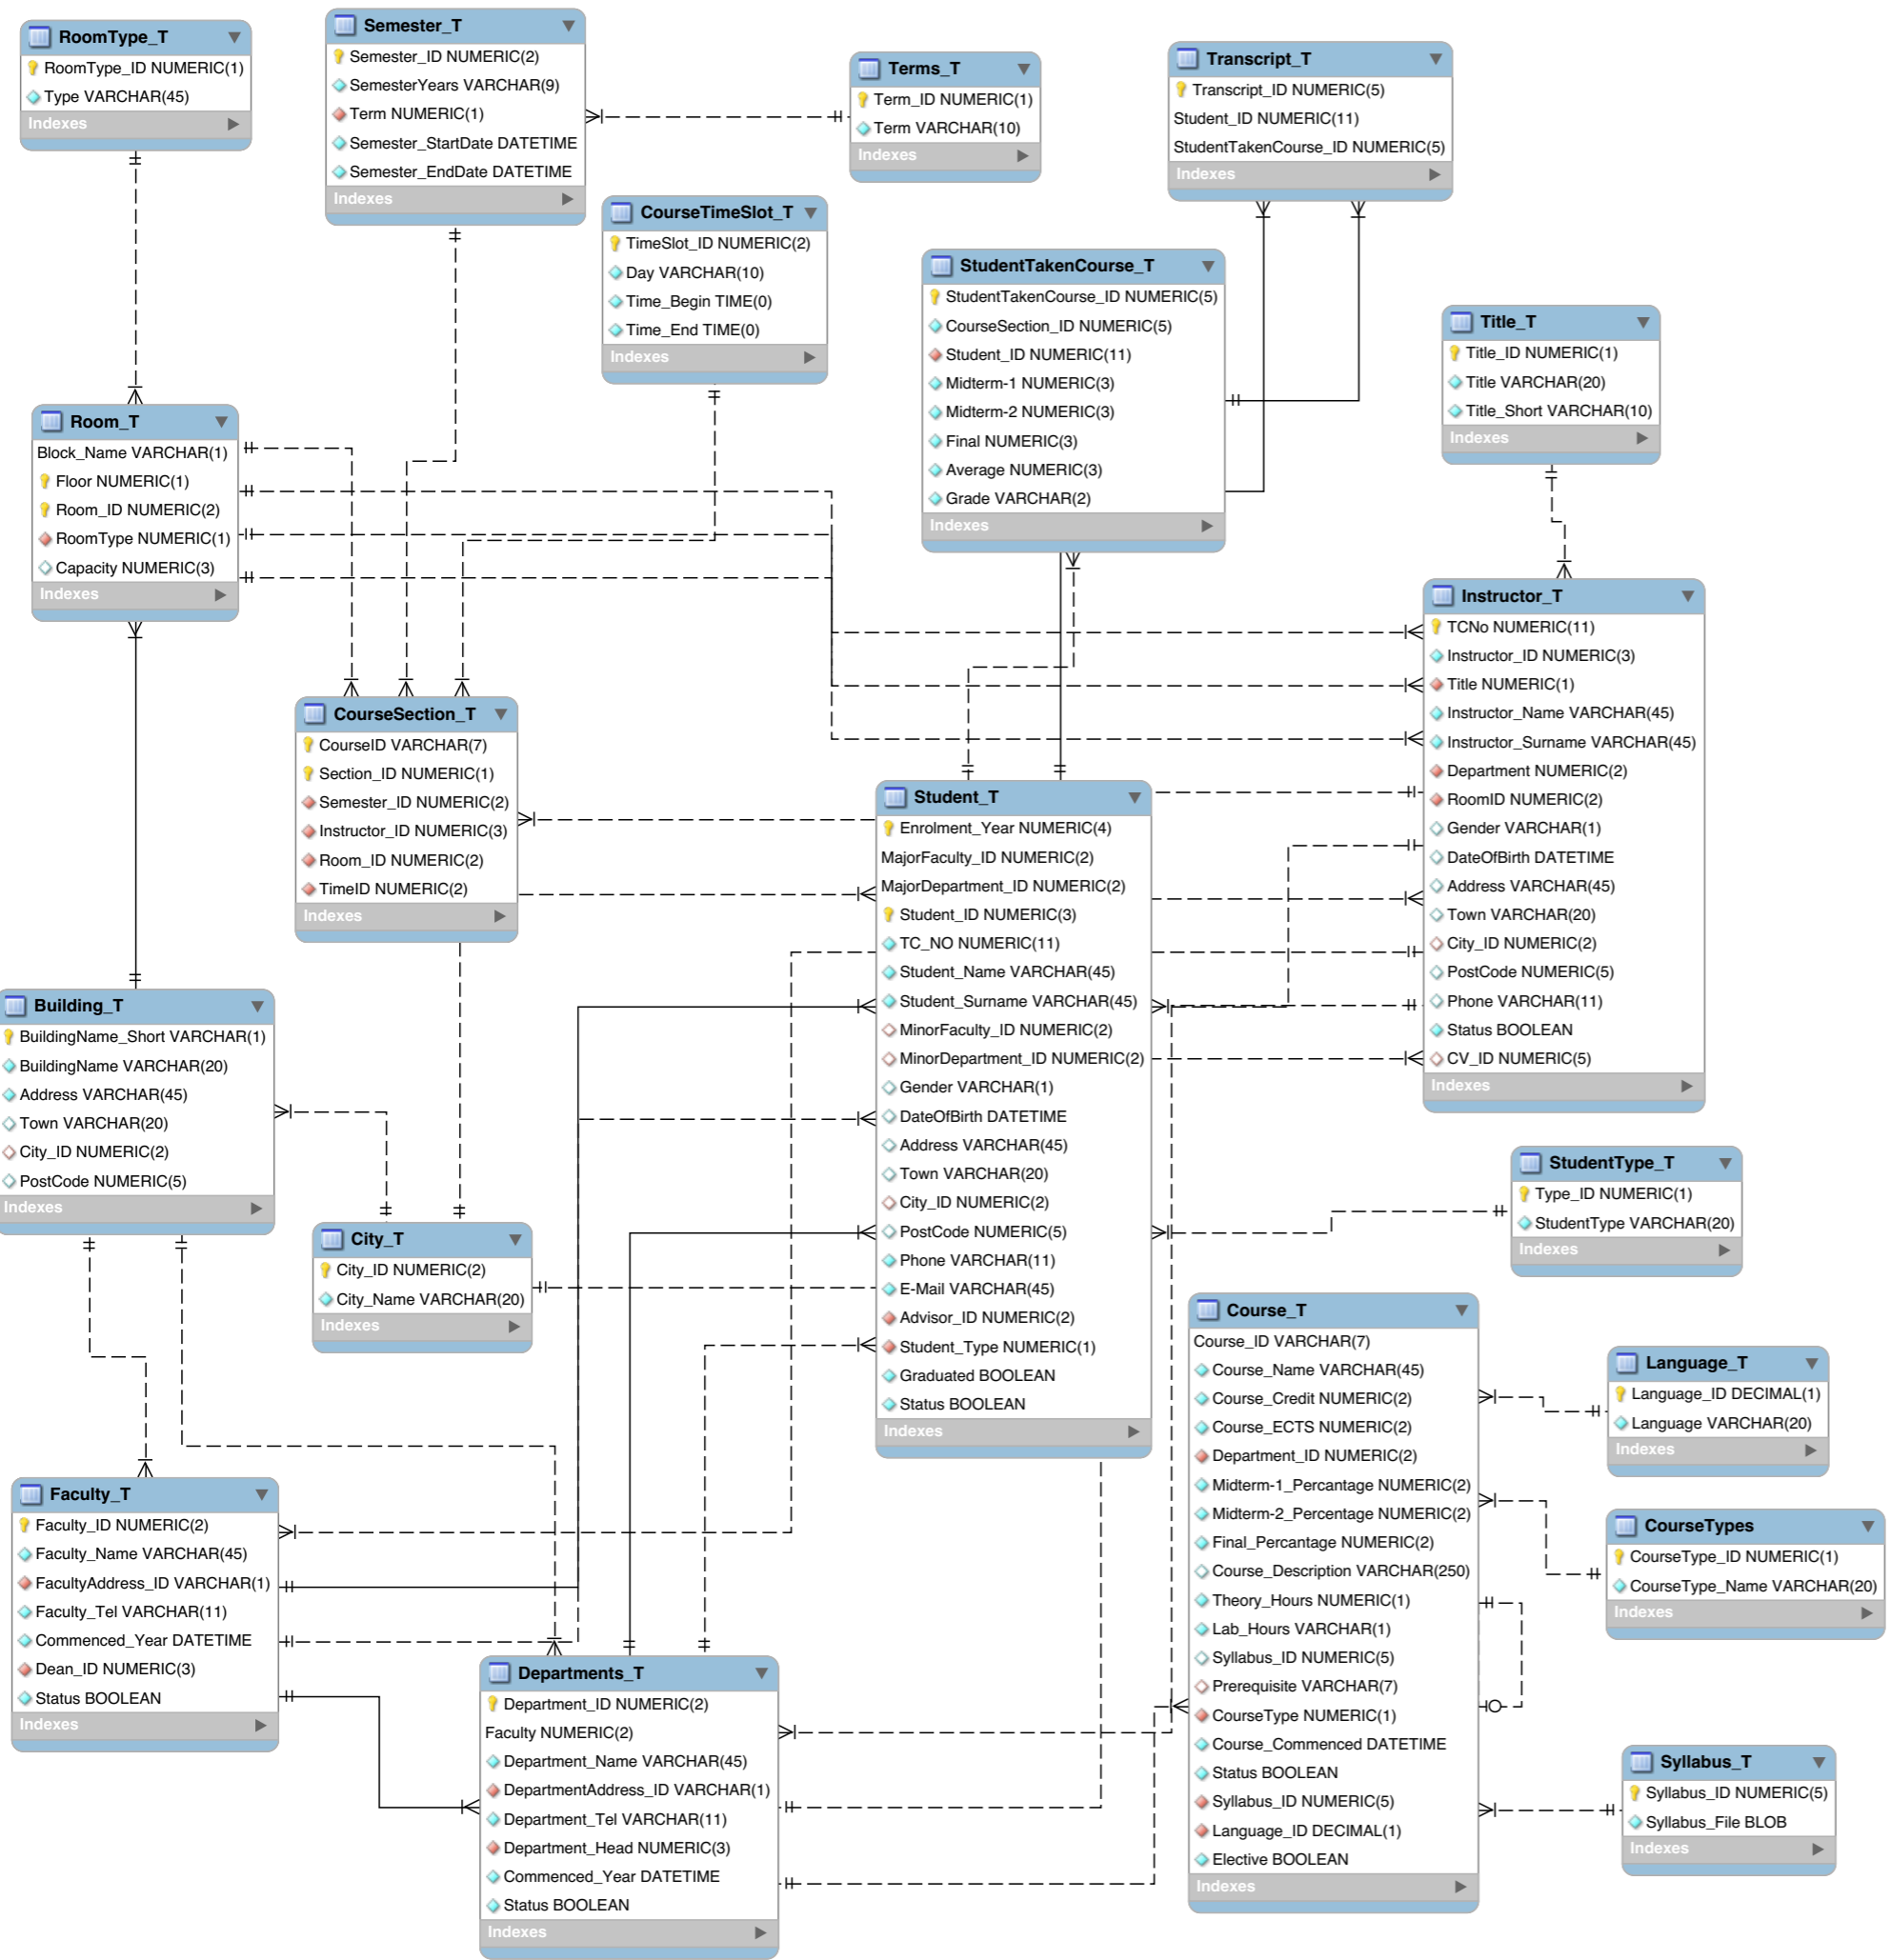 RoomType_T
RoomType_ID NUMERIC(1)
Type VARCHAR(45)
Indexes
Semester_T
Semester_ID NUMERIC(2)
SemesterYears VARCHAR(9)
Term NUMERIC(1)
Semester_StartDate DATETIME
Semester_EndDate DATETIME
Indexes
Terms_T
Term_ID NUMERIC(1)
Term VARCHAR(10)
Indexes
Transcript_T
Transcript_ID NUMERIC(5)
Student_ID NUMERIC(11)
StudentTakenCourse_ID NUMERIC(5)
Indexes
CourseTimeSlot_T
TimeSlot_ID NUMERIC(2)
Day VARCHAR(10)
Time_Begin TIME(0)
Time_End TIME(0)
Indexes
StudentTakenCourse_T
StudentTakenCourse_ID NUMERIC(5)
CourseSection_ID NUMERIC(5)
Student_ID NUMERIC(11)
Midterm-1 NUMERIC(3)
Midterm-2 NUMERIC(3)
Final NUMERIC(3)
Average NUMERIC(3)
Grade VARCHAR(2)
Indexes
Title_T
Title_ID NUMERIC(1)
Title VARCHAR(20)
Title_Short VARCHAR(10)
Indexes
Room_T
Block_Name VARCHAR(1)
Floor NUMERIC(1)
Room_ID NUMERIC(2)
RoomType NUMERIC(1)
Capacity NUMERIC(3)
Indexes
Instructor_T
TCNo NUMERIC(11)
Instructor_ID NUMERIC(3)
Title NUMERIC(1)
Instructor_Name VARCHAR(45)
Instructor_Surname VARCHAR(45)
Department NUMERIC(2)
RoomID NUMERIC(2)
Gender VARCHAR(1)
DateOfBirth DATETIME
Address VARCHAR(45)
Town VARCHAR(20)
City_ID NUMERIC(2)
PostCode NUMERIC(5)
Phone VARCHAR(11)
Status BOOLEAN
CV_ID NUMERIC(5)
Indexes
CourseSection_T
CourseID VARCHAR(7)
Section_ID NUMERIC(1)
Semester_ID NUMERIC(2)
Instructor_ID NUMERIC(3)
Room_ID NUMERIC(2)
TimeID NUMERIC(2)
Indexes
Student_T
Enrolment_Year NUMERIC(4)
MajorFaculty_ID NUMERIC(2)
MajorDepartment_ID NUMERIC(2)
Student_ID NUMERIC(3)
TC_NO NUMERIC(11)
Student_Name VARCHAR(45)
Student_Surname VARCHAR(45)
MinorFaculty_ID NUMERIC(2)
MinorDepartment_ID NUMERIC(2)
Gender VARCHAR(1)
DateOfBirth DATETIME
Address VARCHAR(45)
Town VARCHAR(20)
City_ID NUMERIC(2)
PostCode NUMERIC(5)
Phone VARCHAR(11)
E-Mail VARCHAR(45)
Advisor_ID NUMERIC(2)
Student_Type NUMERIC(1)
Graduated BOOLEAN
Status BOOLEAN
Indexes
Building_T
BuildingName_Short VARCHAR(1)
BuildingName VARCHAR(20)
Address VARCHAR(45)
Town VARCHAR(20)
City_ID NUMERIC(2)
PostCode NUMERIC(5)
Indexes
City_T
City_ID NUMERIC(2)
City_Name VARCHAR(20)
Indexes
StudentType_T
Type_ID NUMERIC(1)
StudentType VARCHAR(20)
Indexes
Course_T
Course_ID VARCHAR(7)
Course_Name VARCHAR(45)
Course_Credit NUMERIC(2)
Course_ECTS NUMERIC(2)
Department_ID NUMERIC(2)
Midterm-1_Percantage NUMERIC(2)
Midterm-2_Percantage NUMERIC(2)
Final_Percantage NUMERIC(2)
Course_Description VARCHAR(250)
Theory_Hours NUMERIC(1)
Lab_Hours VARCHAR(1)
Syllabus_ID NUMERIC(5)
Prerequisite VARCHAR(7)
CourseType NUMERIC(1)
Course_Commenced DATETIME
Status BOOLEAN
Syllabus_ID NUMERIC(5)
Language_ID DECIMAL(1)
Elective BOOLEAN
Indexes
Language_T
Language_ID DECIMAL(1)
Language VARCHAR(20)
Indexes
Faculty_T
Faculty_ID NUMERIC(2)
Faculty_Name VARCHAR(45)
FacultyAddress_ID VARCHAR(1)
Faculty_Tel VARCHAR(11)
Commenced_Year DATETIME
Dean_ID NUMERIC(3)
Status BOOLEAN
Indexes
CourseTypes
CourseType_ID NUMERIC(1)
CourseType_Name VARCHAR(20)
Indexes
Departments_T
Department_ID NUMERIC(2)
Faculty NUMERIC(2)
Department_Name VARCHAR(45)
DepartmentAddress_ID VARCHAR(1)
Department_Tel VARCHAR(11)
Department_Head NUMERIC(3)
Commenced_Year DATETIME
Status BOOLEAN
Indexes
Syllabus_T
Syllabus_ID NUMERIC(5)
Syllabus_File BLOB
Indexes